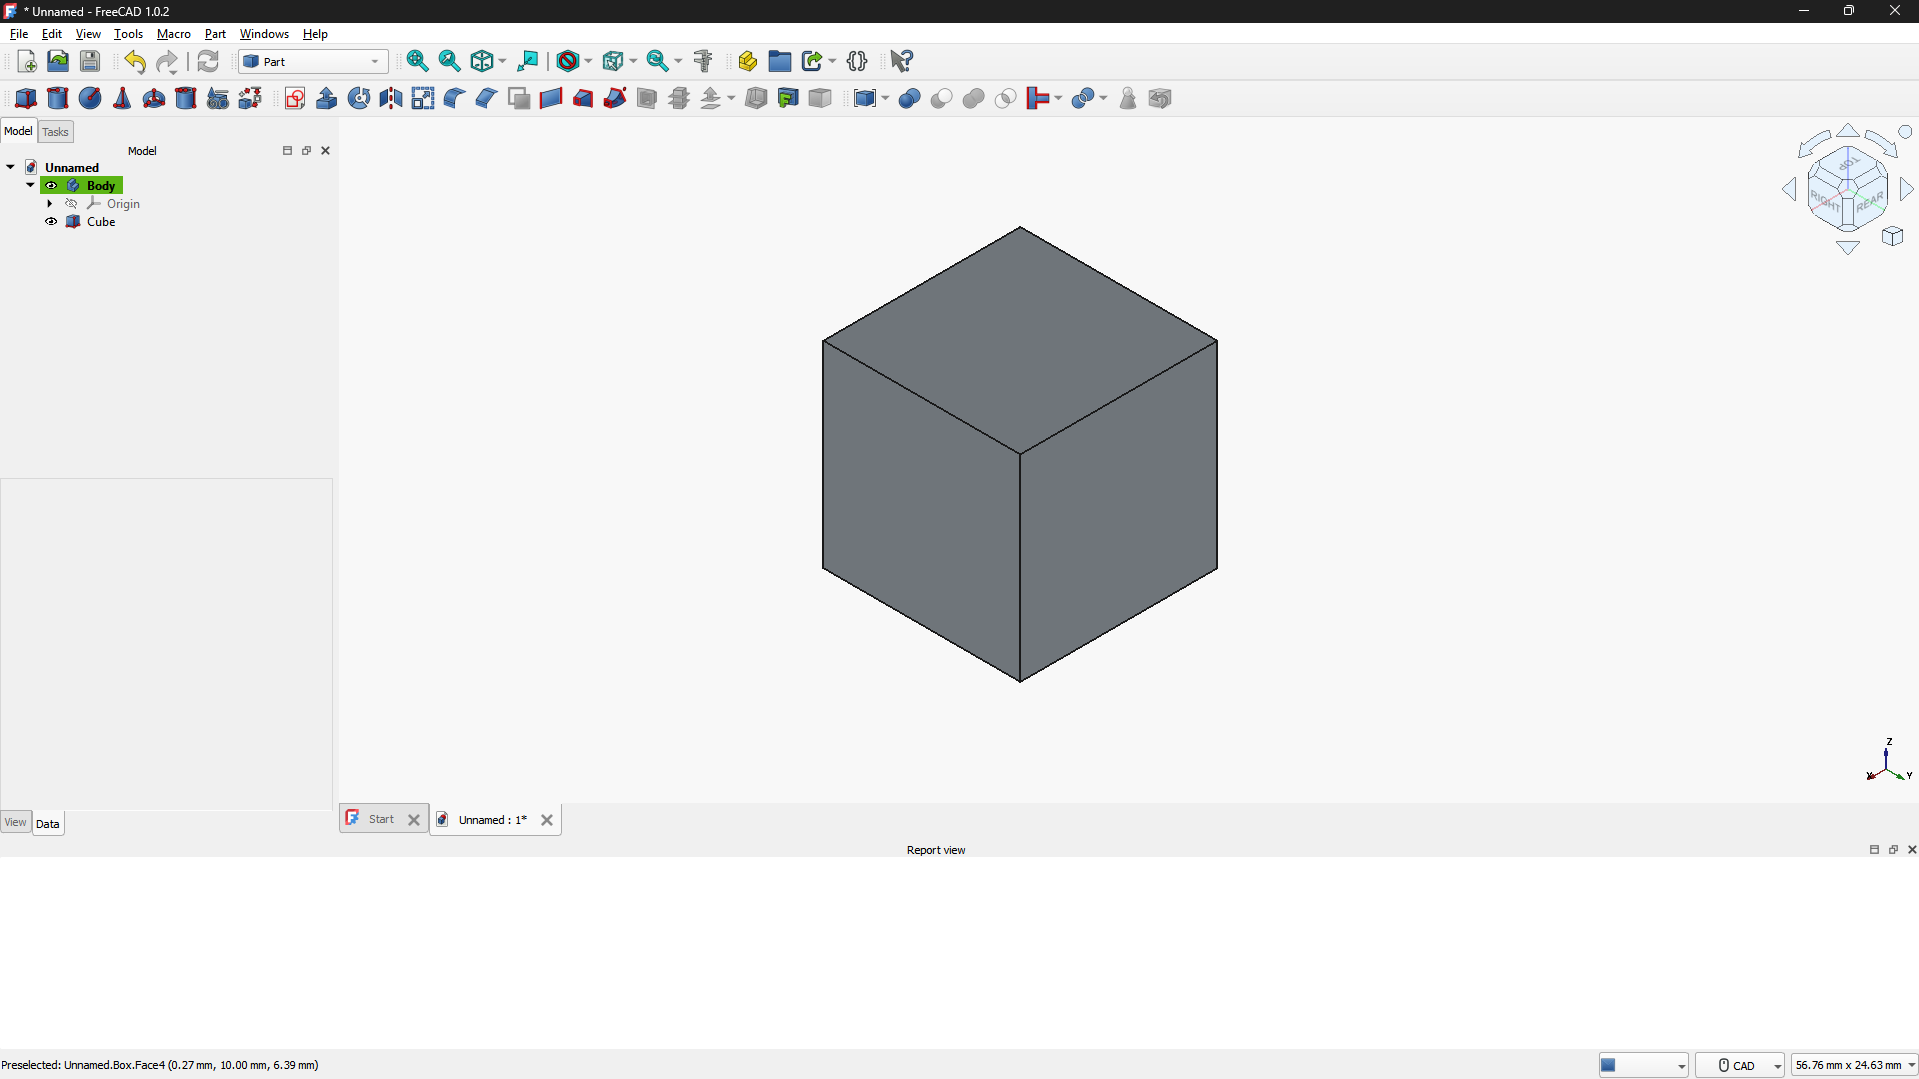 * Unnamed - FreeCAD 1.0.2
File Edit View Tools Macro Part Windows Help
Part
Model Tasks
Model
Unnamed
Body
Origin
Cube
TOP
RIGHT REAR
Z
X Y
View Data
Start Unnamed : 1*
Report view
Preselected: Unnamed.Box.Face4 (0.27 mm, 10.00 mm, 6.39 mm)
CAD 56.76 mm x 24.63 mm